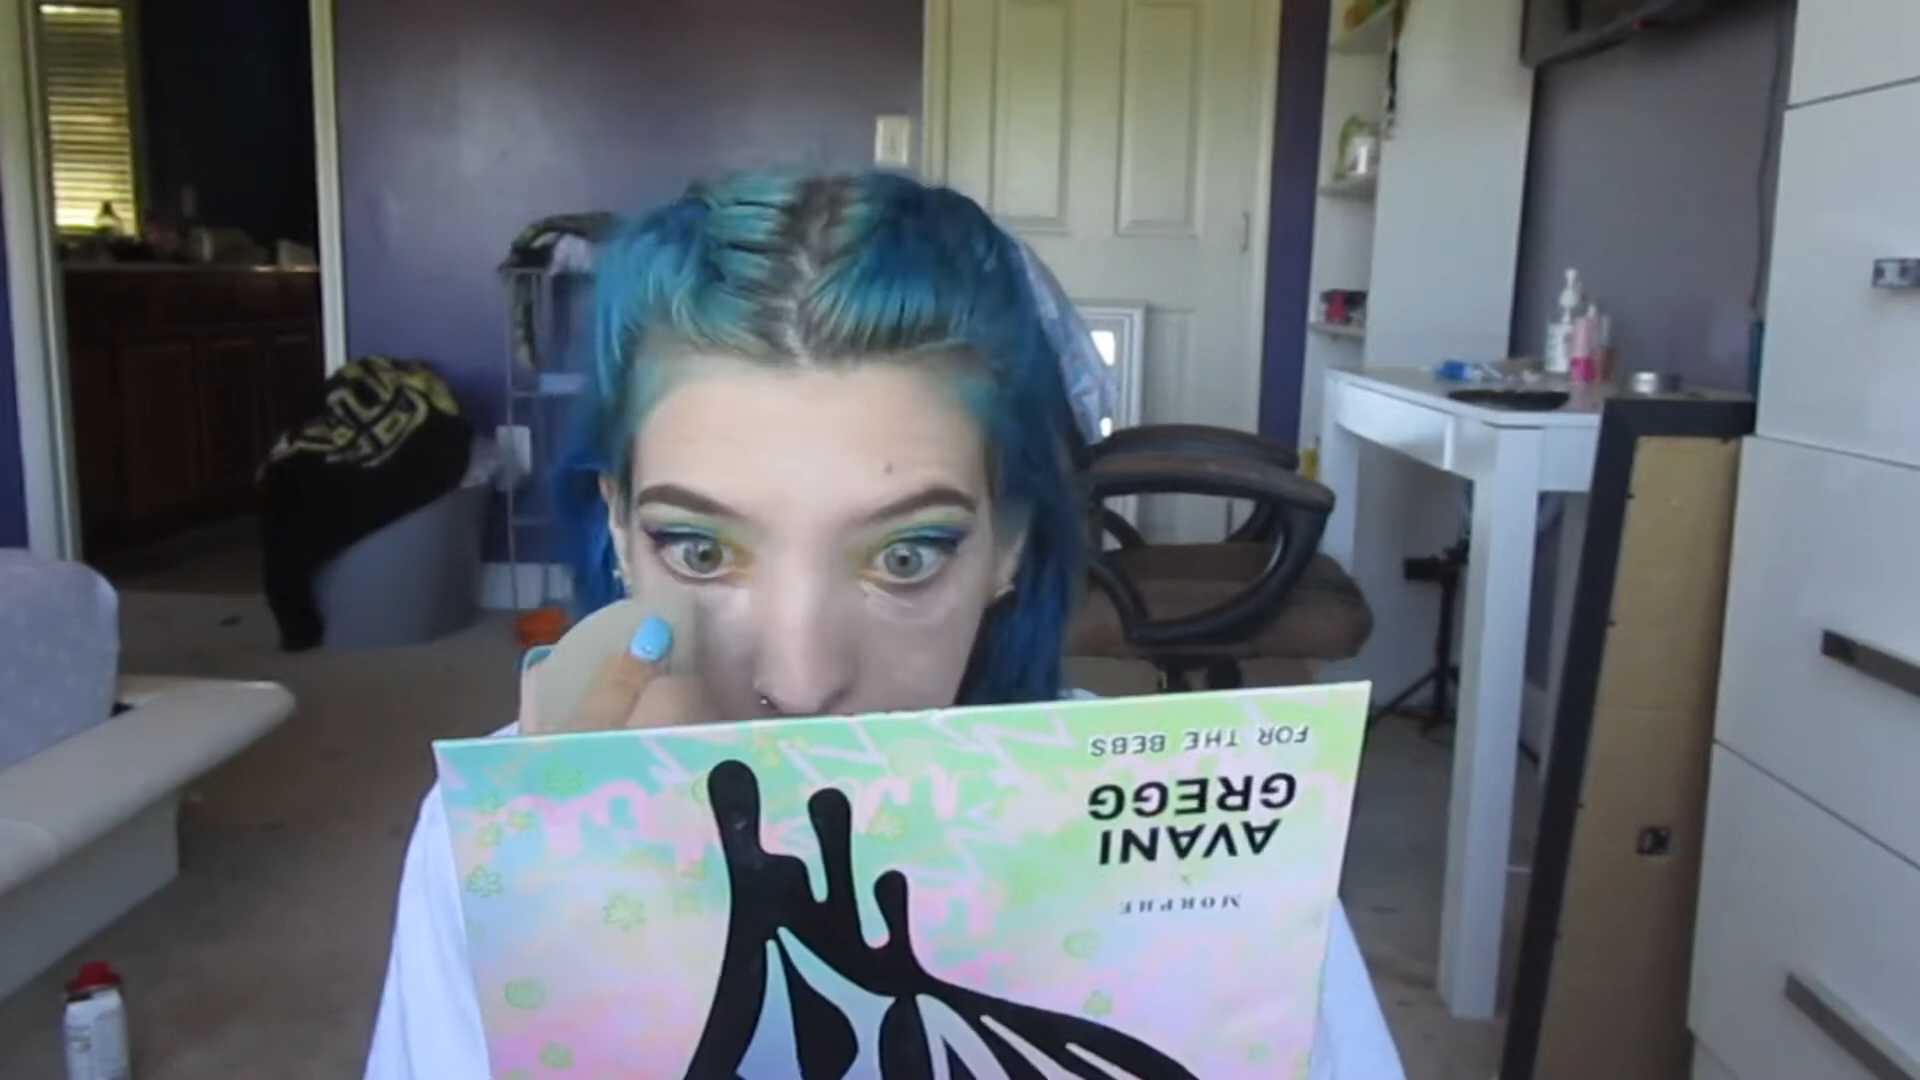 MORPHE
X
AVANI
GREGG
FOR THE BEBS